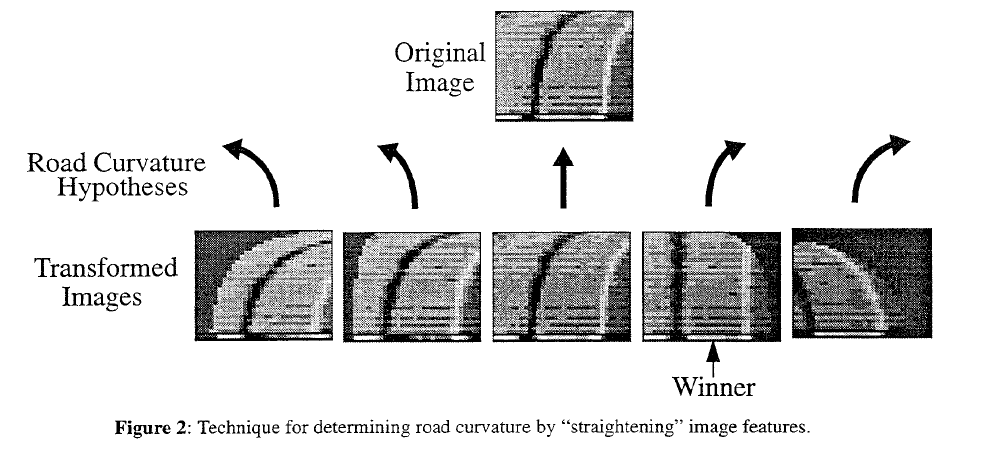 Original
Image
Road Curvature
Hypotheses
Transformed
Images
Winner
Figure 2: Technique for determining road curvature by “straightening” image features.